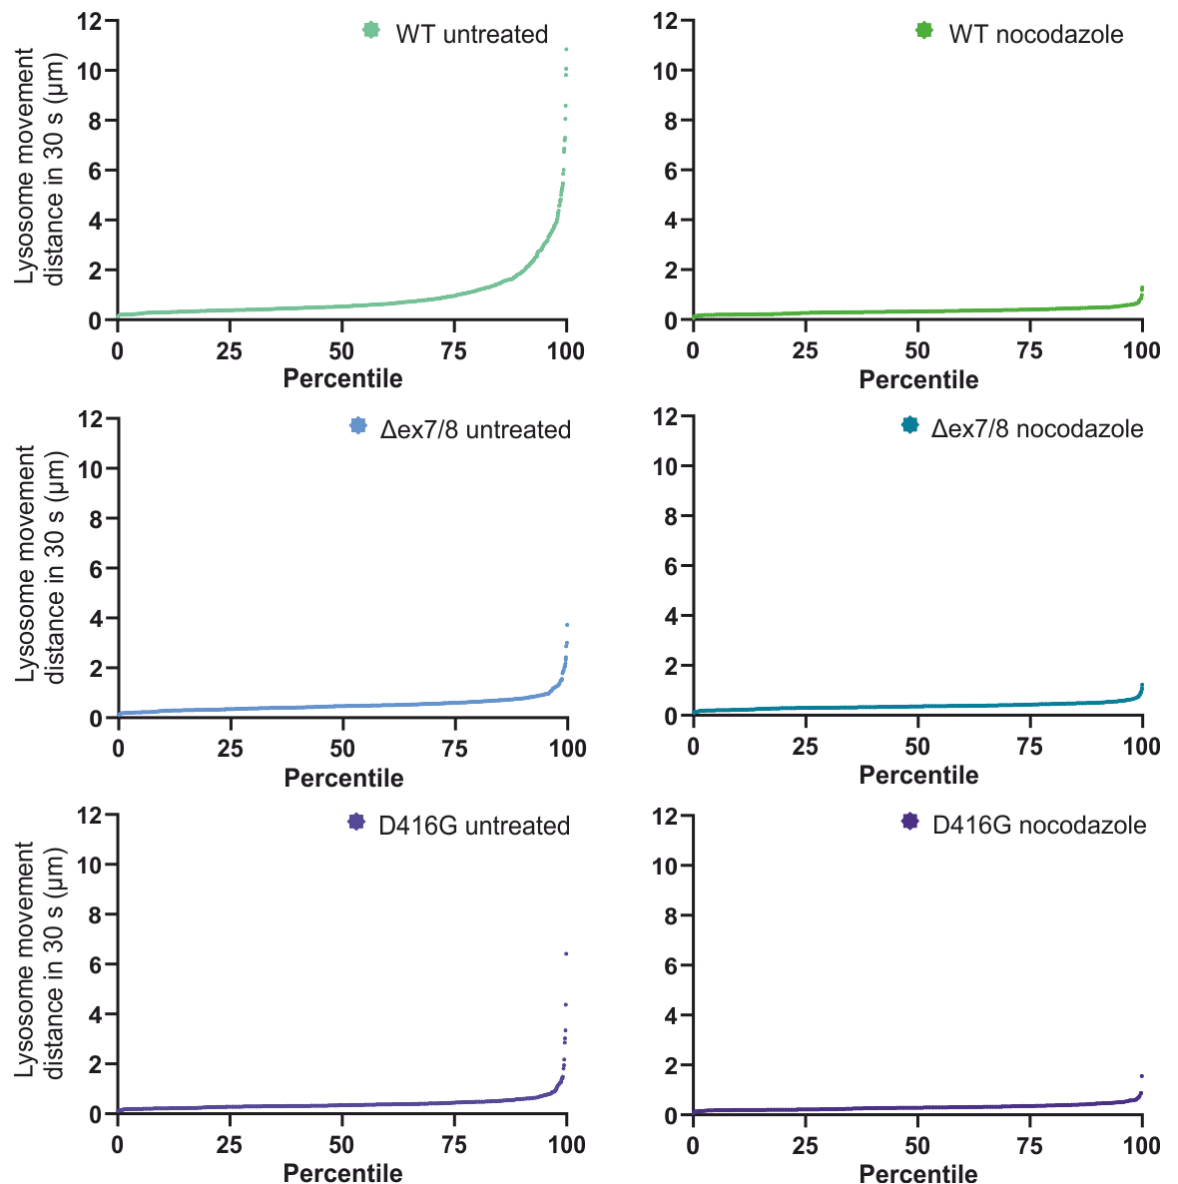 WT untreated
Lysosome movement
distance in 30 s (µm)
12
10
8
6
4
2
0
0 25 50 75 100
Percentile
WT nocodazole
12
10
8
6
4
2
0
0 25 50 75 100
Percentile
Δex7/8 untreated
Lysosome movement
distance in 30 s (µm)
12
10
8
6
4
2
0
0 25 50 75 100
Percentile
Δex7/8 nocodazole
12
10
8
6
4
2
0
0 25 50 75 100
Percentile
D416G untreated
Lysosome movement
distance in 30 s (µm)
12
10
8
6
4
2
0
0 25 50 75 100
Percentile
D416G nocodazole
12
10
8
6
4
2
0
0 25 50 75 100
Percentile